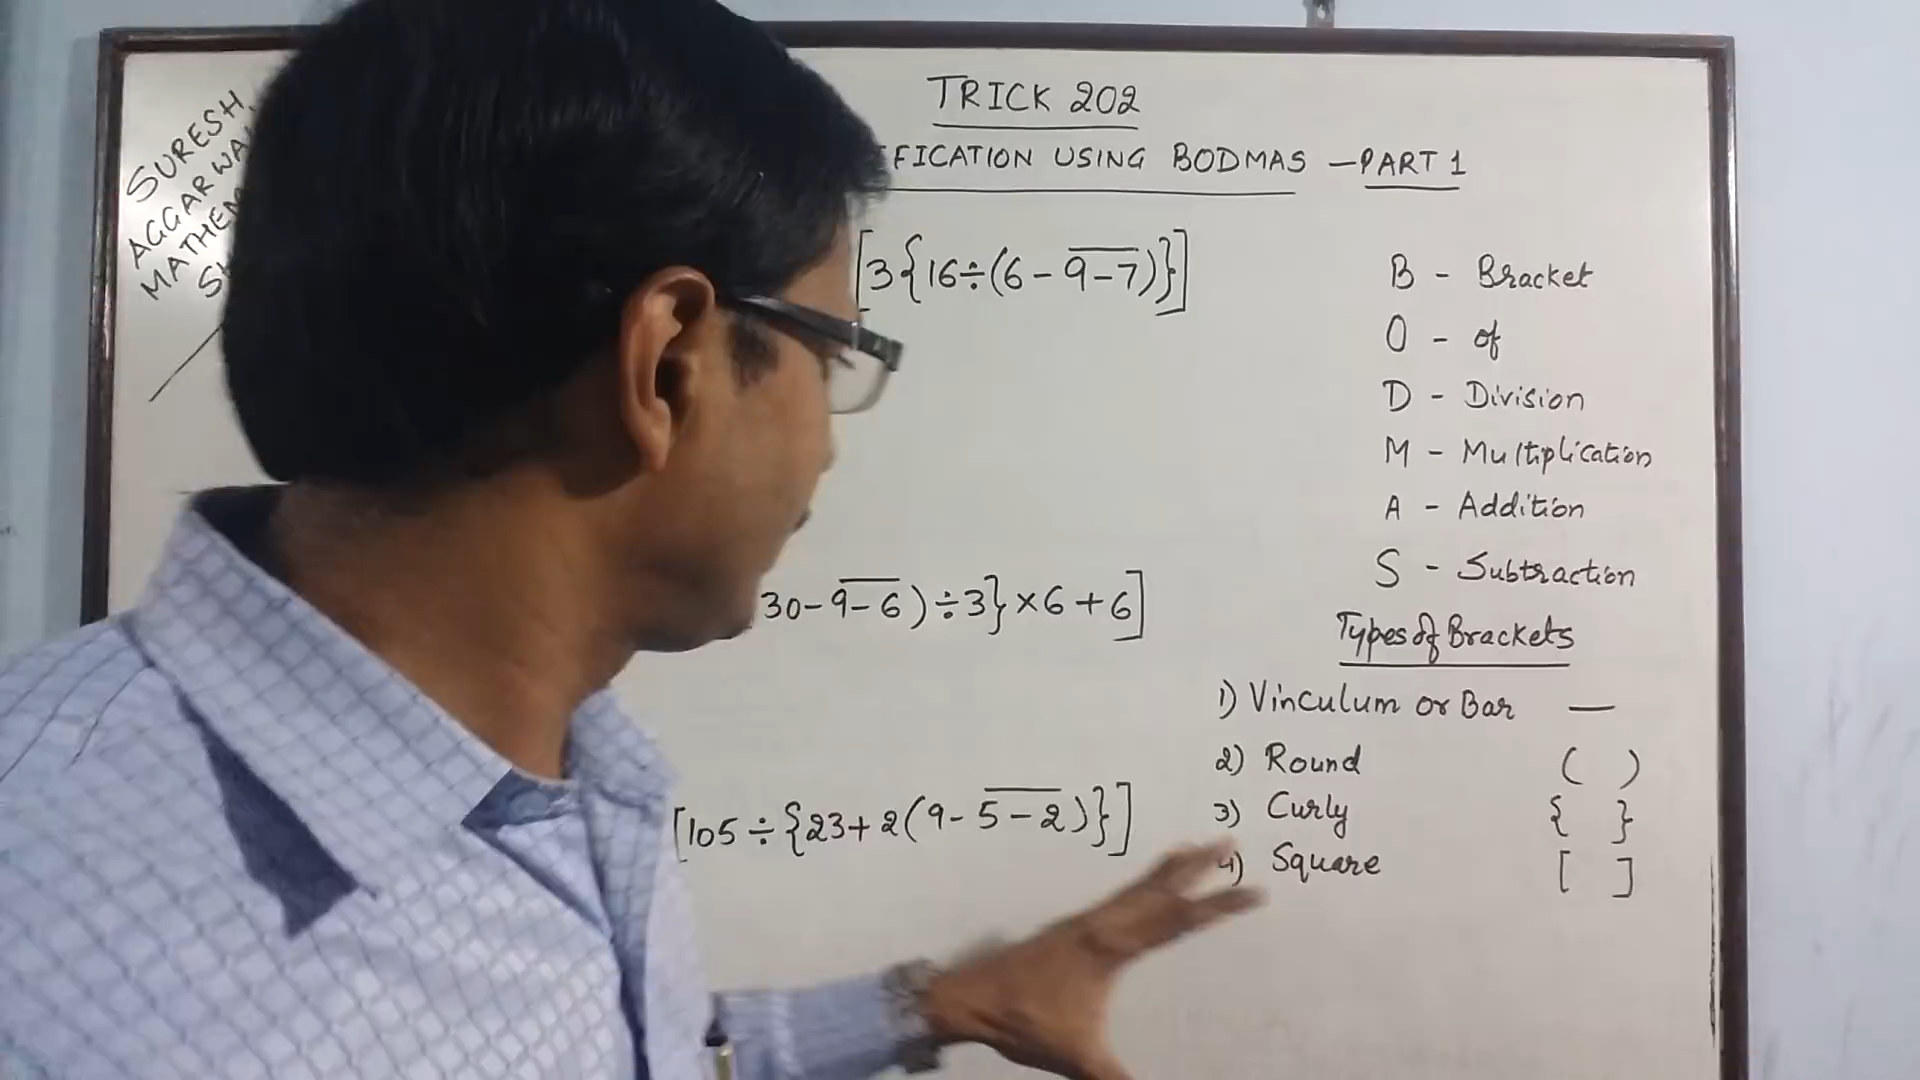 TRICK 202
SURESH
AGGARWA
MATHEM
FICATION USING BODMAS - PART 1
[3{16÷(6-9̅-̅7̅)}]
30-9̅-̅6̅)÷3}×6+6]
[105÷{23+2(9-5̅-̅2̅)}]
B - Bracket
O - of
D - Division
M - Multiplication
A - Addition
S - Subtraction
Types of Brackets
1) Vinculum or Bar —
2) Round ( )
3) Curly { }
4) Square [ ]